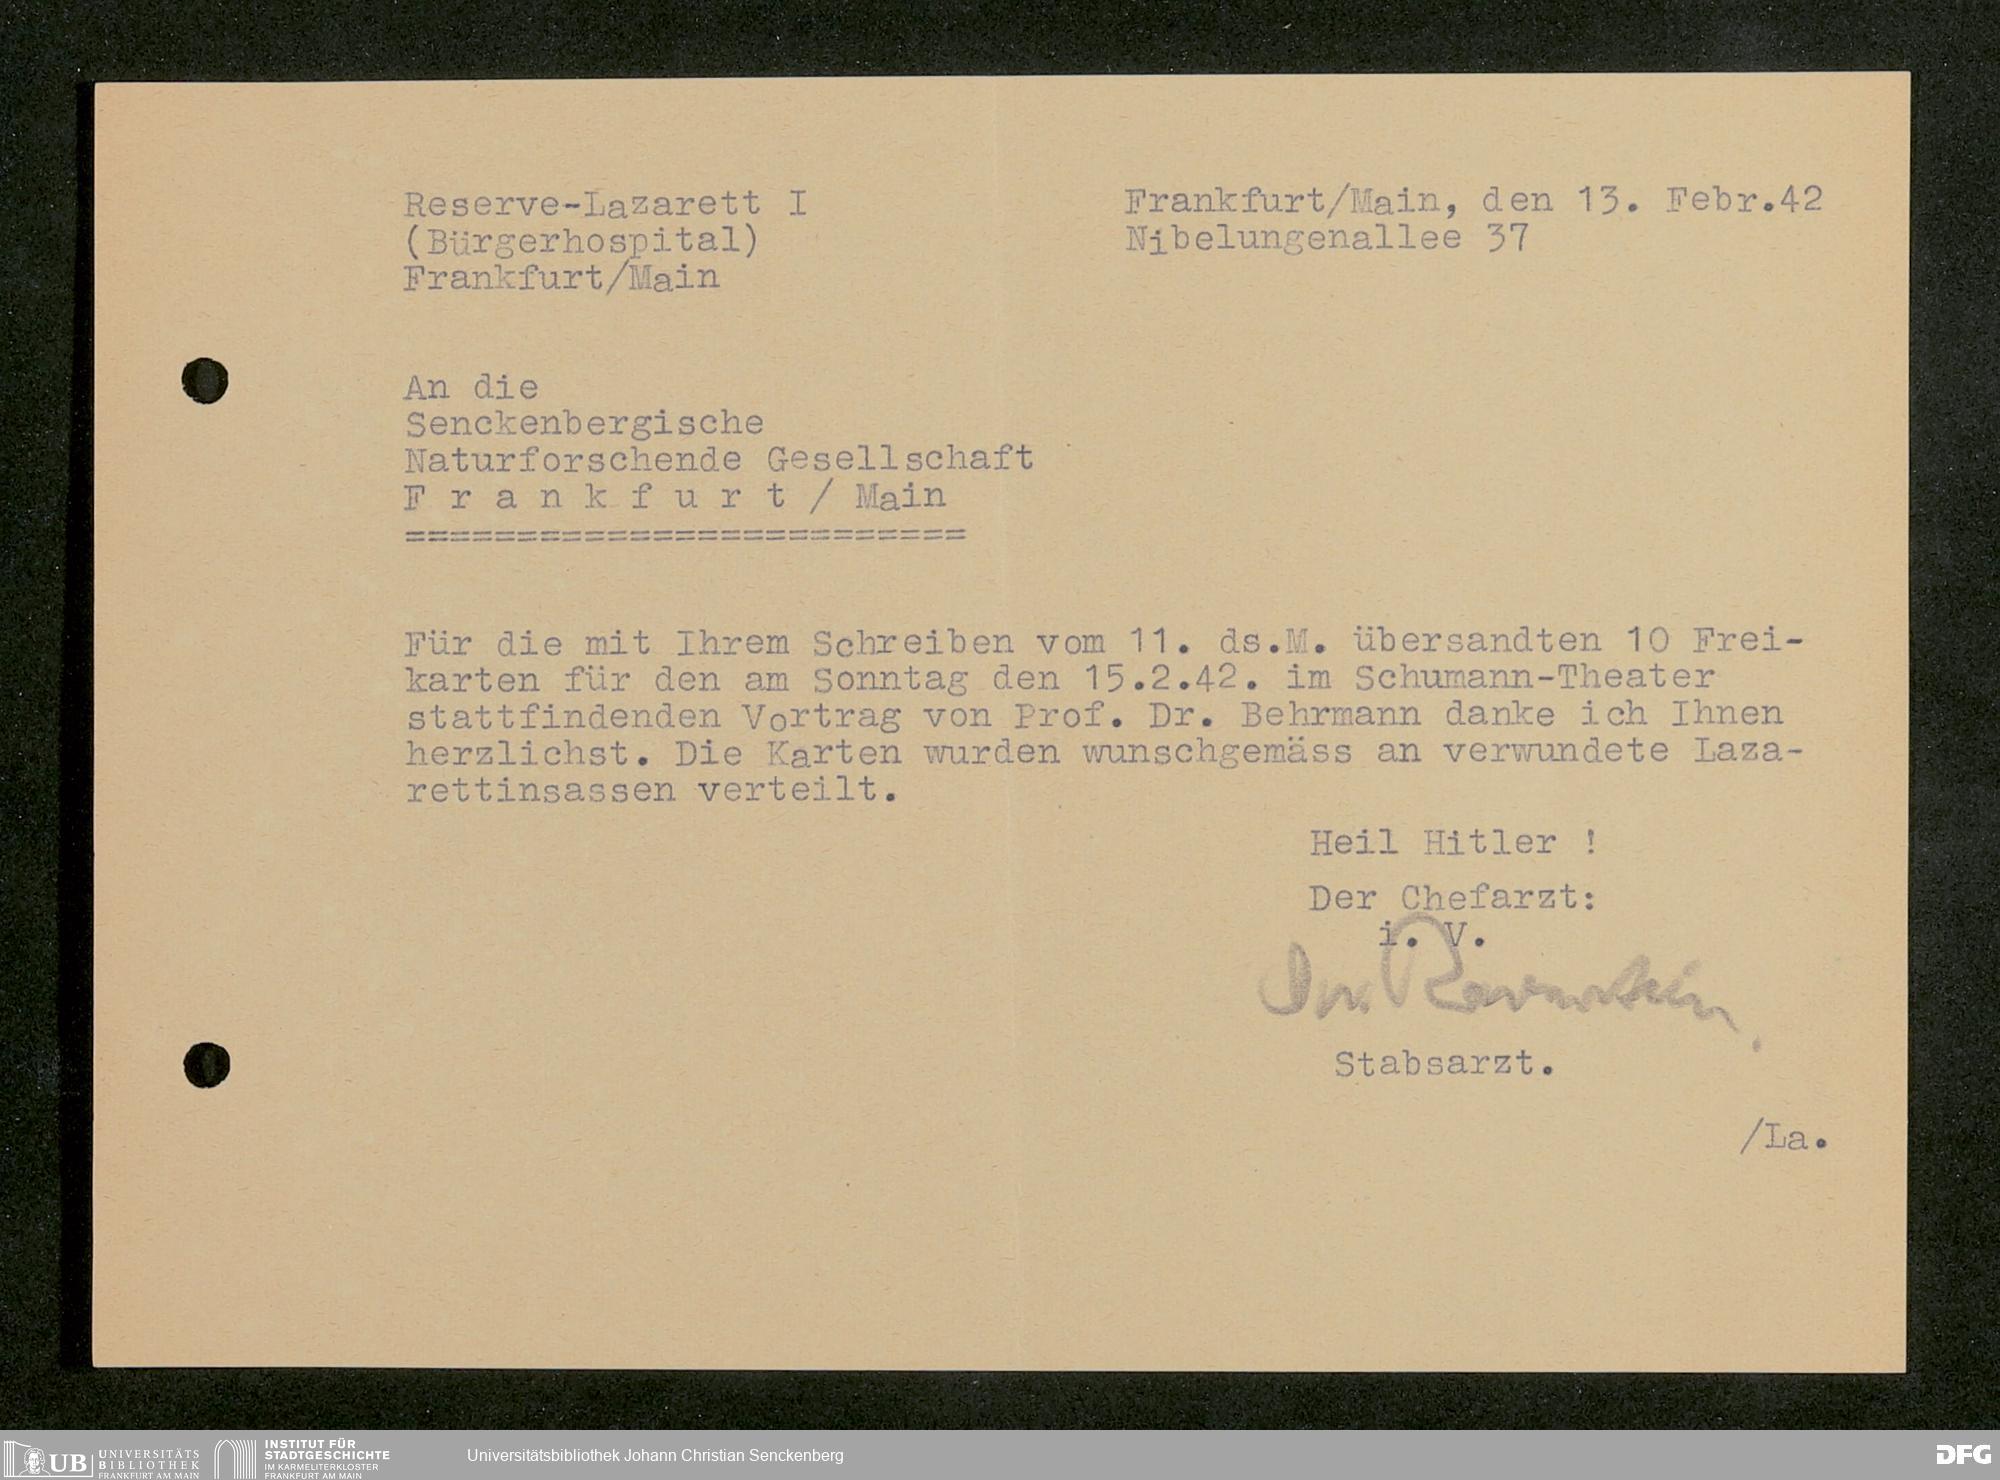 Reserve-Lazarett I
(Bürgerhospital)
Frankfurt/Main
Frankfurt/Main, den 13. Febr.42
Nibelungenallee 37
An die
Senckenbergische
Naturforschende Gesellschaft
F r a n k f u r t / Main
=========================
Für die mit Ihrem Schreiben vom 11. ds.M. übersandten 10 Frei-
karten für den am Sonntag den 15.2.42. im Schumann-Theater
stattfindenden Vortrag von Prof. Dr. Behrmann danke ich Ihnen
herzlichst. Die Karten wurden wunschgemäss an verwundete Laza-
rettinsassen verteilt.
Heil Hitler !
Der Chefarzt:
i. V.
Dr.
Stabsarzt.
/La.
UB UNIVERSITÄTS
BIBLIOTHEK
FRANKFURT AM MAIN
INSTITUT FÜR
STADTGESCHICHTE
IM KARMELITERKLOSTER
FRANKFURT AM MAIN
Universitätsbibliothek Johann Christian Senckenberg
DFG